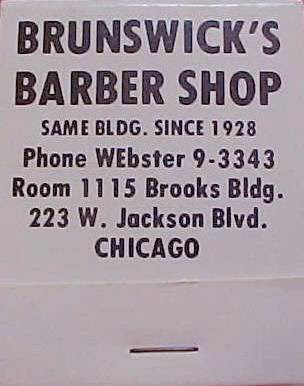 BRUNSWICK'S
BARBER SHOP
SAME BLDG. SINCE 1928
Phone WEbster 9-3343
Room 1115 Brooks Bldg.
223 W. Jackson Blvd.
CHICAGO